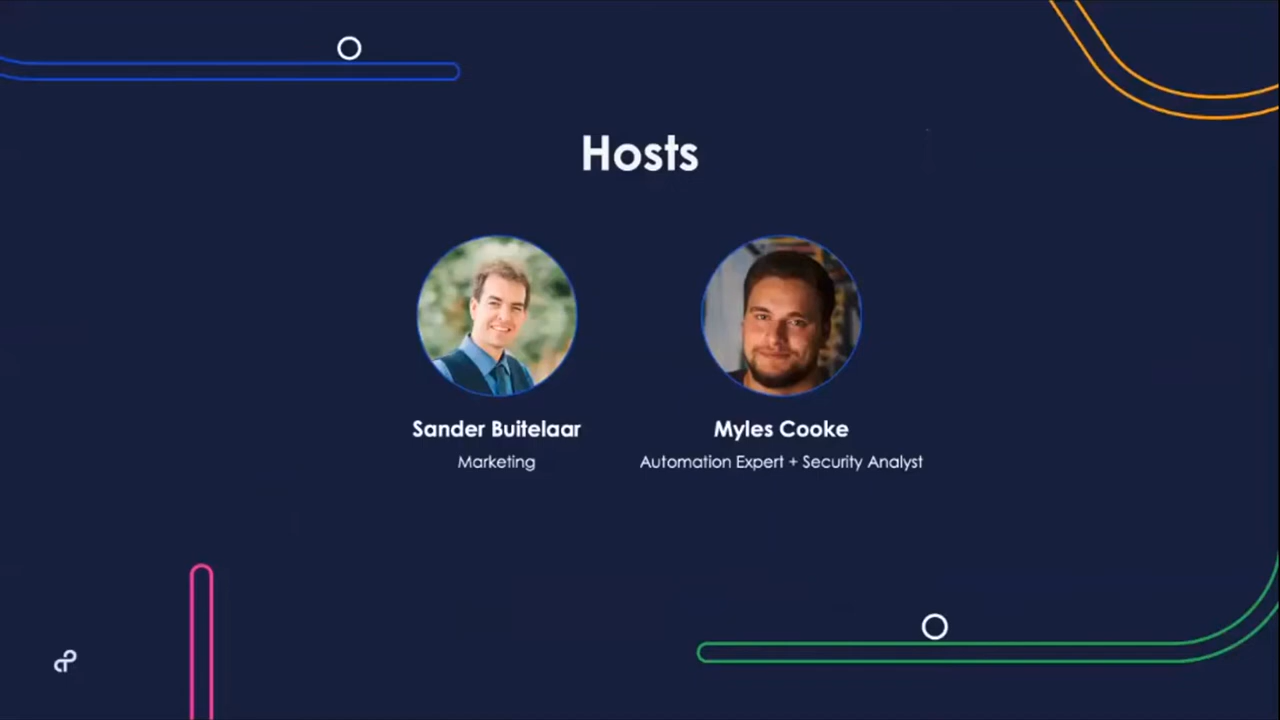 Hosts
Sander Buitelaar
Myles Cooke
Marketing
Automation Expert + Security Analyst